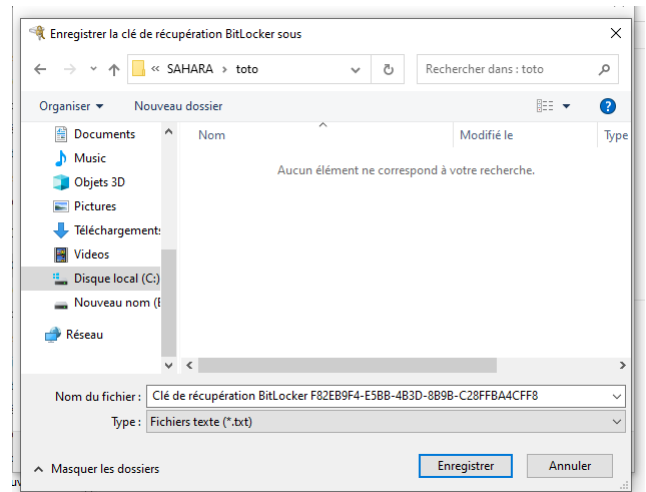 Enregistrer la clé de récupération BitLocker sous
« SAHARA > toto
Rechercher dans : toto
Organiser
Nouveau dossier
Nom
Modifié le
Type
Documents
Music
Objets 3D
Pictures
Téléchargements
Videos
Disque local (C:)
Nouveau nom (E
Réseau
Aucun élément ne correspond à votre recherche.
Nom du fichier : Clé de récupération BitLocker F82EB9F4-E5BB-4B3D-8B9B-C28FFBA4CFF8
Type : Fichiers texte (*.txt)
Masquer les dossiers
Enregistrer
Annuler